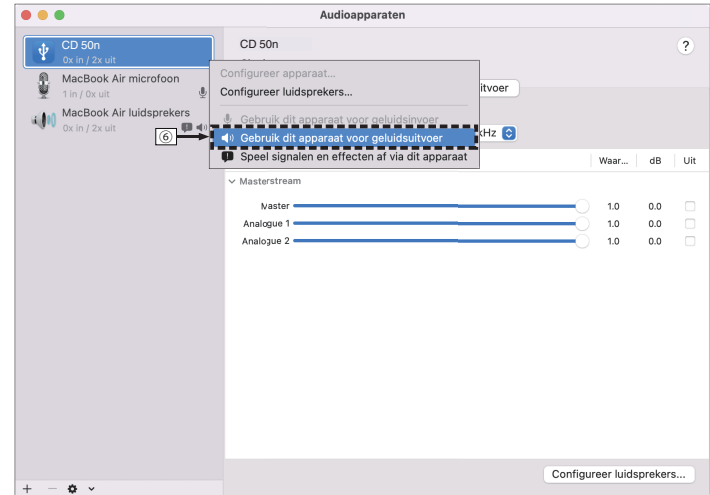 Audioapparaten
CD 50n
0x in / 2x uit
MacBook Air microfoon
1 in / 0x uit
MacBook Air luidsprekers
0x in / 2x uit
⑥
CD 50n
?
Configureer apparaat...
Configureer luidsprekers...
Gebruik dit apparaat voor geluidsinvoer
Gebruik dit apparaat voor geluidsuitvoer
Speel signalen en effecten af via dit apparaat
itvoer
kHz
Waar... dB Uit
Masterstream
Master 1.0 0.0
Analogue 1 1.0 0.0
Analogue 2 1.0 0.0
Configureer luidsprekers...